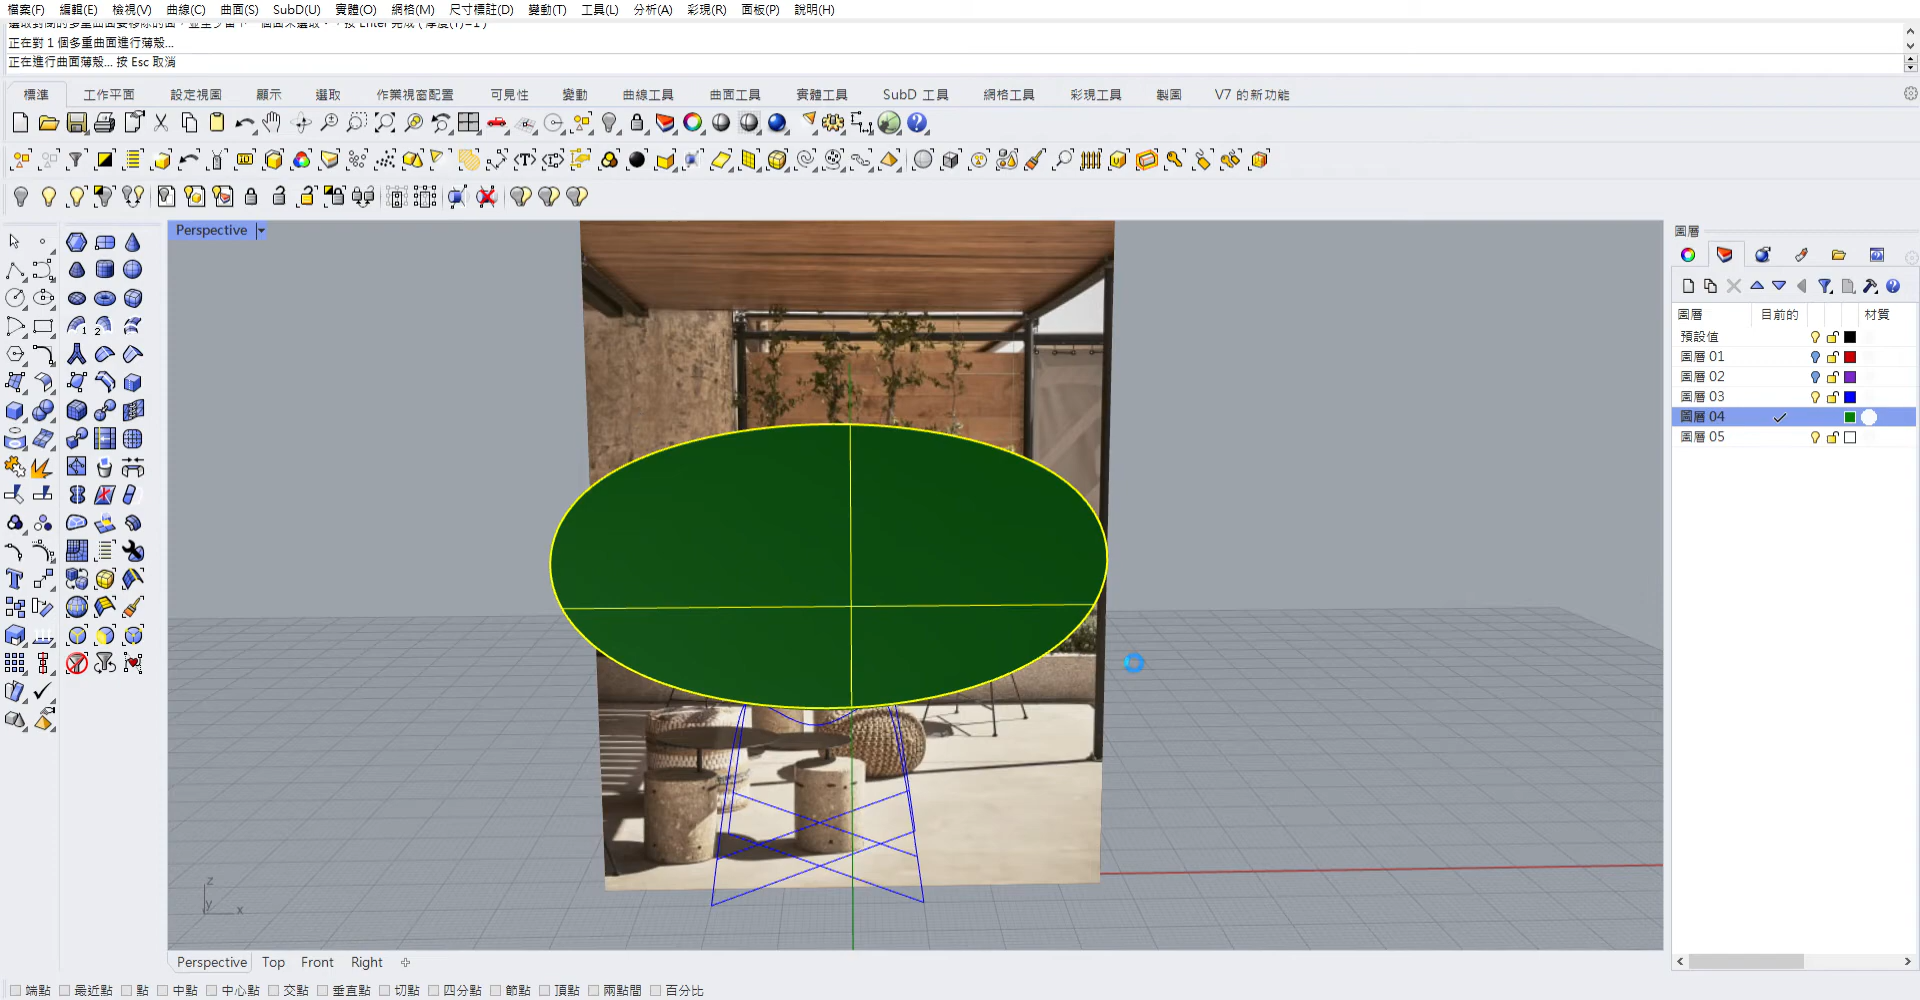 檔案(F) 編輯(E) 檢視(V) 曲線(C) 曲面(S) SubD(U) 實體(O) 網格(M) 尺寸標註(D) 變動(T) 工具(L) 分析(A) 彩現(R) 面板(P) 說明(H)
正在對 1 個多重曲面進行薄殼...
正在進行曲面薄殼... 按 Esc 取消
標準 工作平面 設定視圖 顯示 選取 作業視窗配置 可見性 變動 曲線工具 曲面工具 實體工具 SubD 工具 網格工具 彩現工具 製圖 V7 的新功能
Perspective
圖層
圖層 目前的 材質
預設值
圖層 01
圖層 02
圖層 03
圖層 04
圖層 05
z
y x
Perspective Top Front Right
端點 最近點 點 中點 中心點 交點 垂直點 切點 四分點 節點 頂點 兩點間 百分比